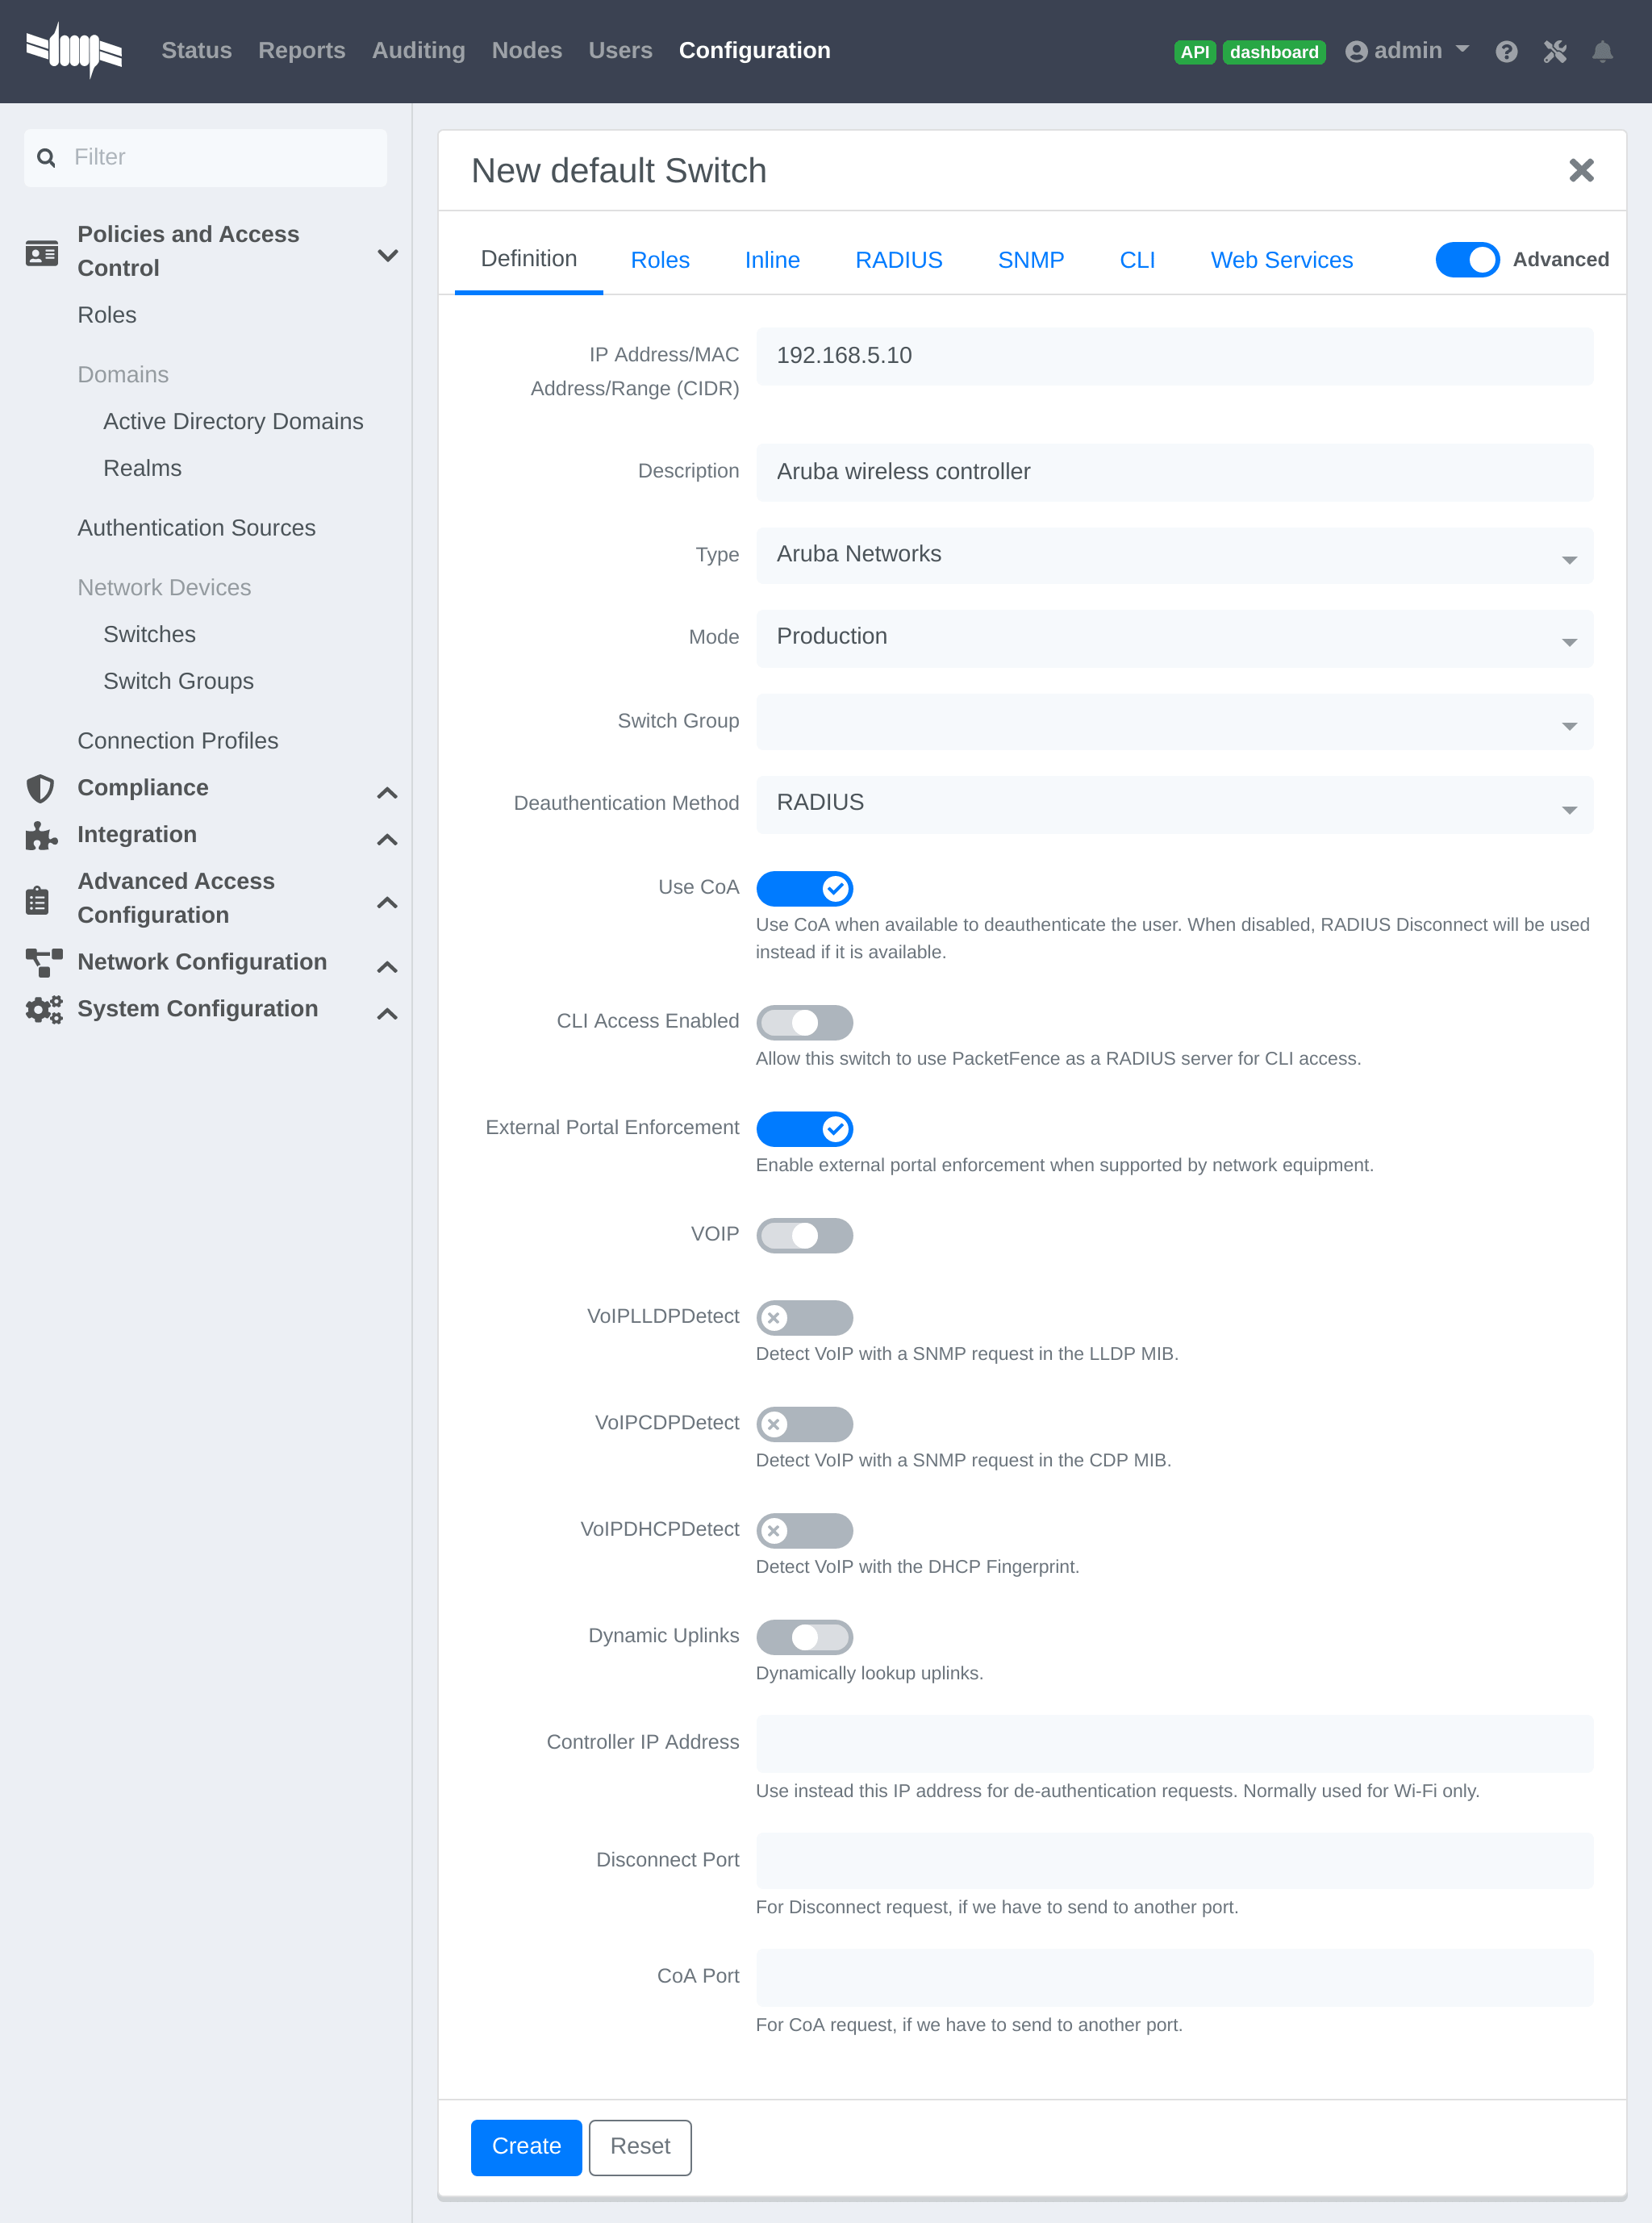 Status Reports Auditing Nodes Users Configuration API dashboard admin
Filter
Policies and Access
Control
Roles
Domains
Active Directory Domains
Realms
Authentication Sources
Network Devices
Switches
Switch Groups
Connection Profiles
Compliance
Integration
Advanced Access
Configuration
Network Configuration
System Configuration
New default Switch
Definition Roles Inline RADIUS SNMP CLI Web Services Advanced
IP Address/MAC
Address/Range (CIDR)
192.168.5.10
Description Aruba wireless controller
Type Aruba Networks
Mode Production
Switch Group
Deauthentication Method RADIUS
Use CoA
Use CoA when available to deauthenticate the user. When disabled, RADIUS Disconnect will be used
instead if it is available.
CLI Access Enabled
Allow this switch to use PacketFence as a RADIUS server for CLI access.
External Portal Enforcement
Enable external portal enforcement when supported by network equipment.
VOIP
VoIPLLDPDetect
Detect VoIP with a SNMP request in the LLDP MIB.
VoIPCDPDetect
Detect VoIP with a SNMP request in the CDP MIB.
VoIPDHCPDetect
Detect VoIP with the DHCP Fingerprint.
Dynamic Uplinks
Dynamically lookup uplinks.
Controller IP Address
Use instead this IP address for de-authentication requests. Normally used for Wi-Fi only.
Disconnect Port
For Disconnect request, if we have to send to another port.
CoA Port
For CoA request, if we have to send to another port.
Create Reset